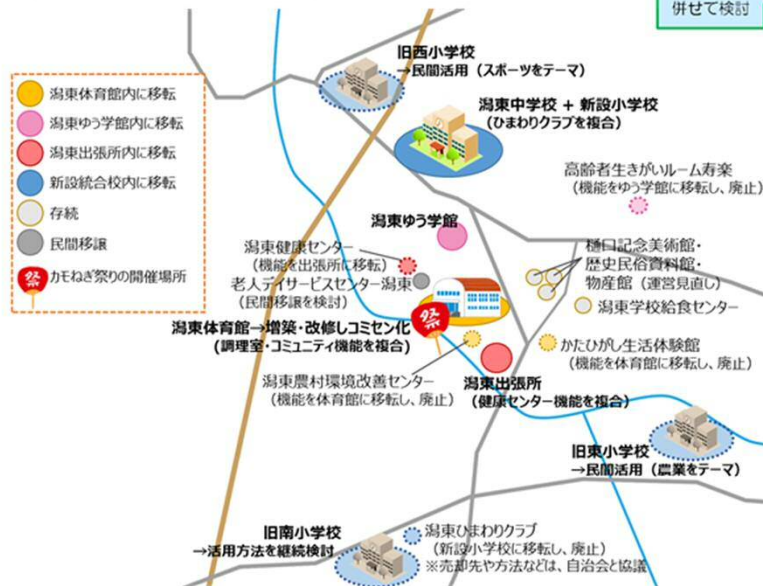 併せて検討
潟東体育館内に移転
潟東ゆう学館内に移転
潟東出張所内に移転
新設統合校内に移転
存続
民間移譲
祭
カモねぎ祭りの開催場所
旧西小学校
→民間活用（スポーツをテーマ）
潟東中学校 + 新設小学校
(ひまわりクラブを複合)
高齢者生きがいルーム寿楽
(機能をゆう学館に移転し、廃止)
潟東ゆう学館
潟東健康センター
(機能を出張所に移転)
老人デイサービスセンター潟東
(民間移譲を検討)
樋口記念美術館・
歴史民俗資料館・
物産館（運営見直し）
潟東学校給食センター
祭
潟東体育館→増築・改修しコミセン化
(調理室・コミュニティ機能を複合)
かたひがし生活体験館
(機能を体育館に移転し、廃止)
潟東農村環境改善センター
(機能を体育館に移転し、廃止)
潟東出張所
(健康センター機能を複合)
旧東小学校
→民間活用（農業をテーマ）
旧南小学校
→活用方法を継続検討
潟東ひまわりクラブ
(新設小学校に移転し、廃止)
※売却先や方法などは、自治会と協議